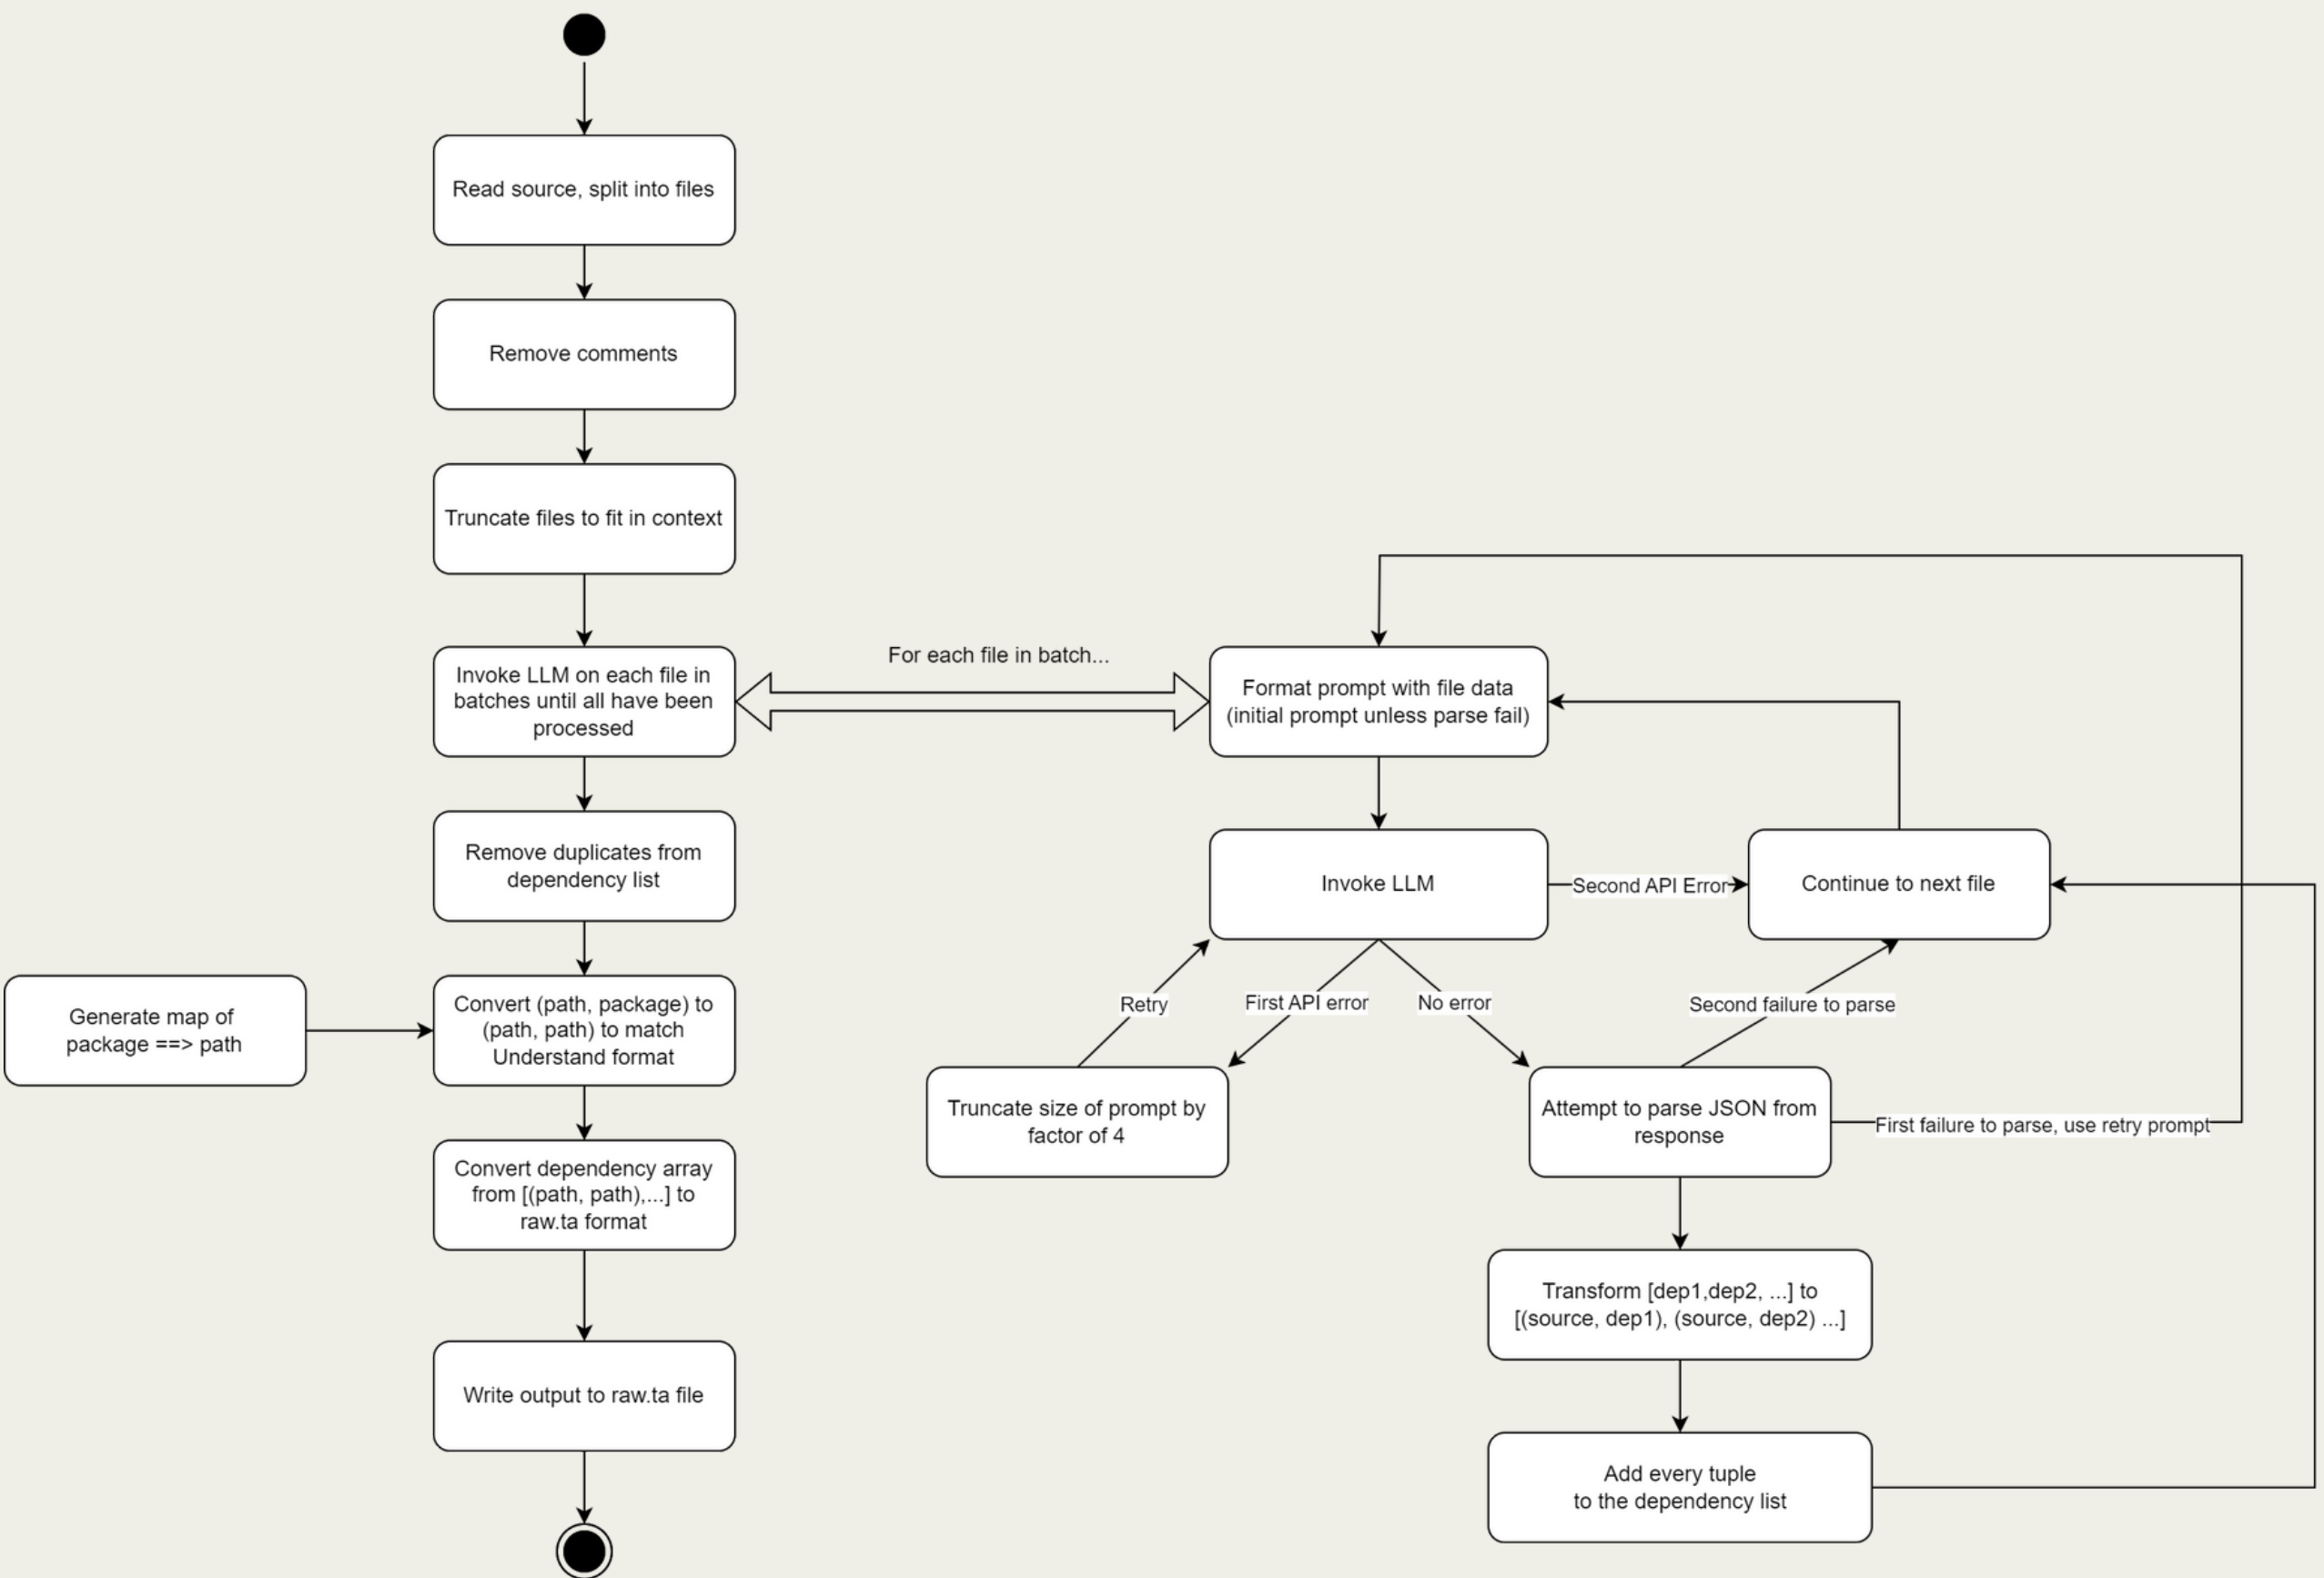 Read source, split into files
Remove comments
Truncate files to fit in context
Invoke LLM on each file in
batches until all have been
processed
For each file in batch...
Format prompt with file data
(initial prompt unless parse fail)
Remove duplicates from
dependency list
Invoke LLM
Second API Error
Continue to next file
Generate map of
package ==> path
Convert (path, package) to
(path, path) to match
Understand format
Retry
First API error
No error
Second failure to parse
Truncate size of prompt by
factor of 4
Attempt to parse JSON from
response
First failure to parse, use retry prompt
Convert dependency array
from [(path, path),...] to
raw.ta format
Transform [dep1,dep2, ...] to
[(source, dep1), (source, dep2) ...]
Write output to raw.ta file
Add every tuple
to the dependency list